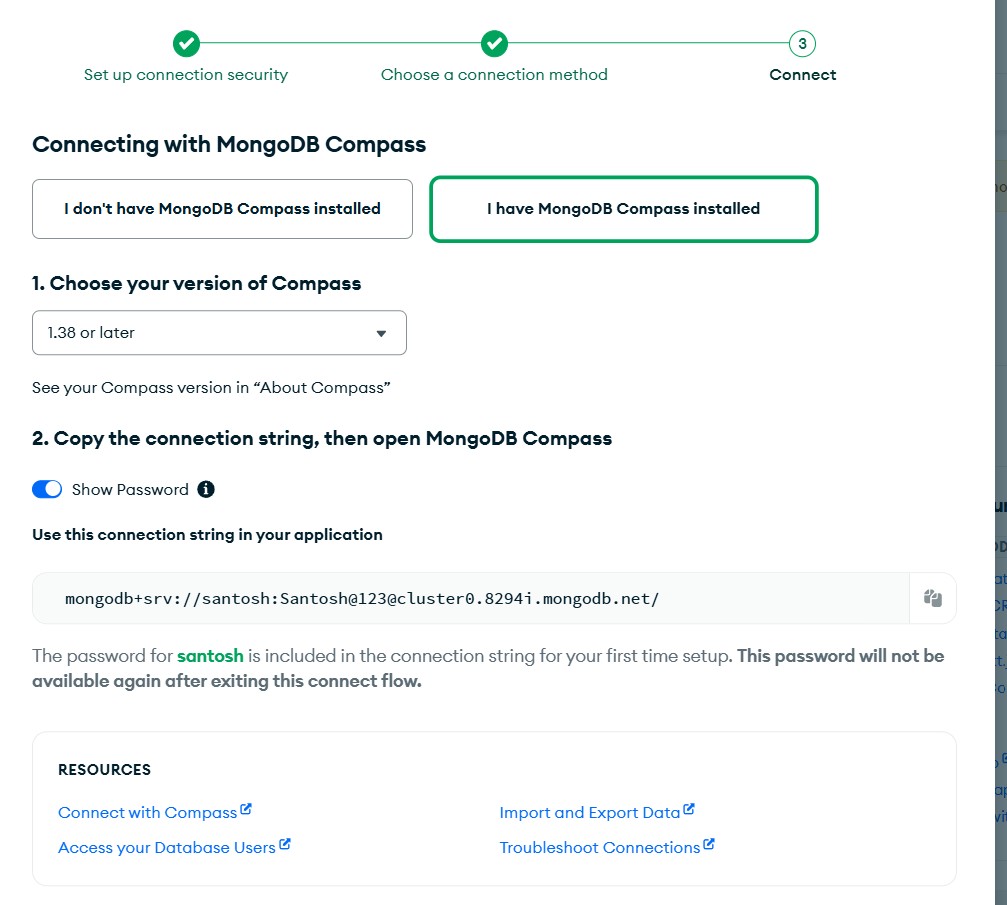 3
Set up connection security
Choose a connection method
Connect
Connecting with MongoDB Compass
I don't have MongoDB Compass installed
I have MongoDB Compass installed
1. Choose your version of Compass
1.38 or later
See your Compass version in “About Compass”
2. Copy the connection string, then open MongoDB Compass
Show Password
Use this connection string in your application
mongodb+srv://santosh:Santosh@123@cluster0.8294i.mongodb.net/
The password for santosh is included in the connection string for your first time setup. This password will not be
available again after exiting this connect flow.
RESOURCES
Connect with Compass
Import and Export Data
Access your Database Users
Troubleshoot Connections